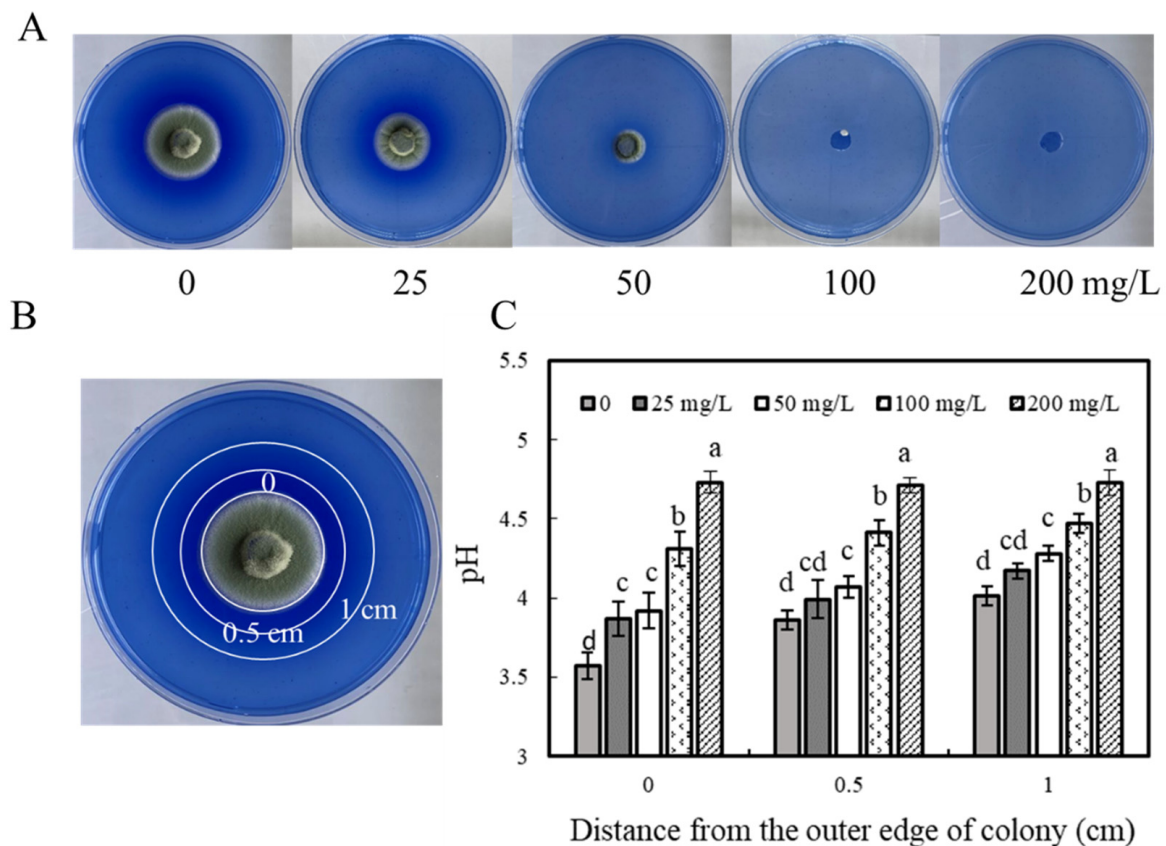 A
0 25 50 100 200 mg/L
B
0
0.5 cm
1 cm
C
5.5
5
4.5
4
3.5
3
pH
0 25 mg/L 50 mg/L 100 mg/L 200 mg/L
d c c b a
d cd c b a
d cd c b a
0 0.5 1
Distance from the outer edge of colony (cm)